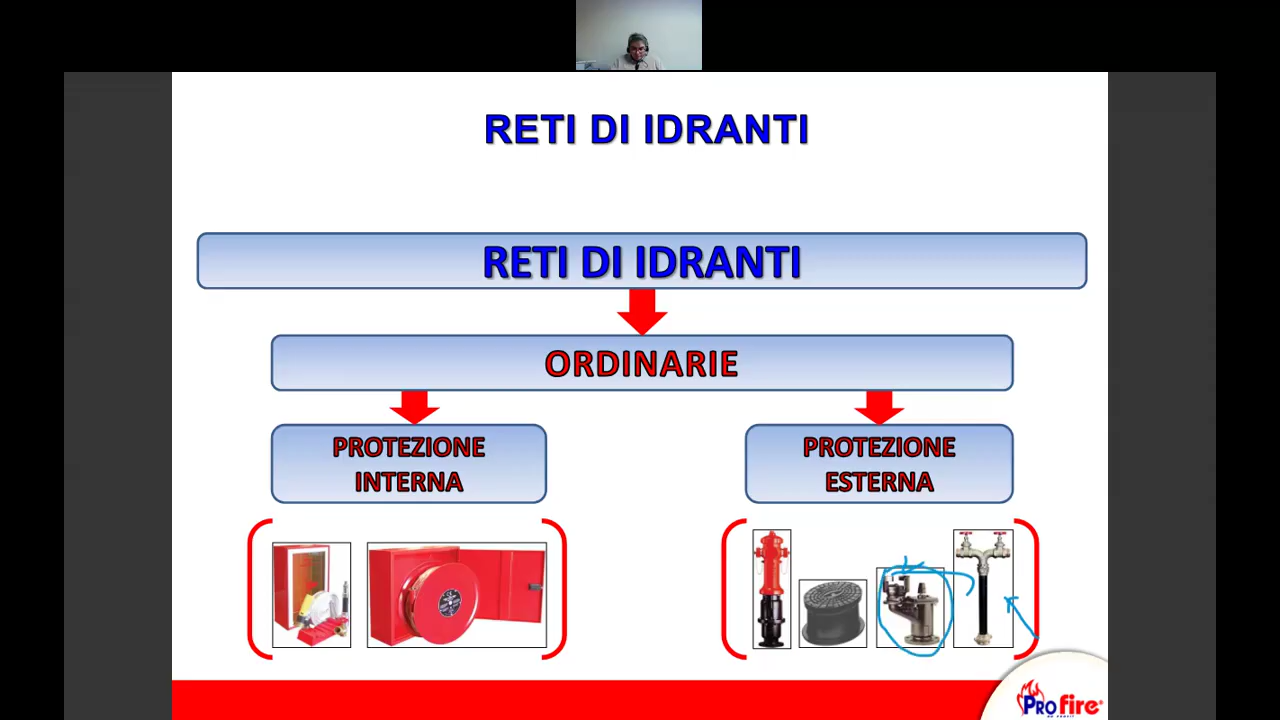 RETI DI IDRANTI
RETI DI IDRANTI
ORDINARIE
PROTEZIONE
INTERNA
PROTEZIONE
ESTERNA
PROfire